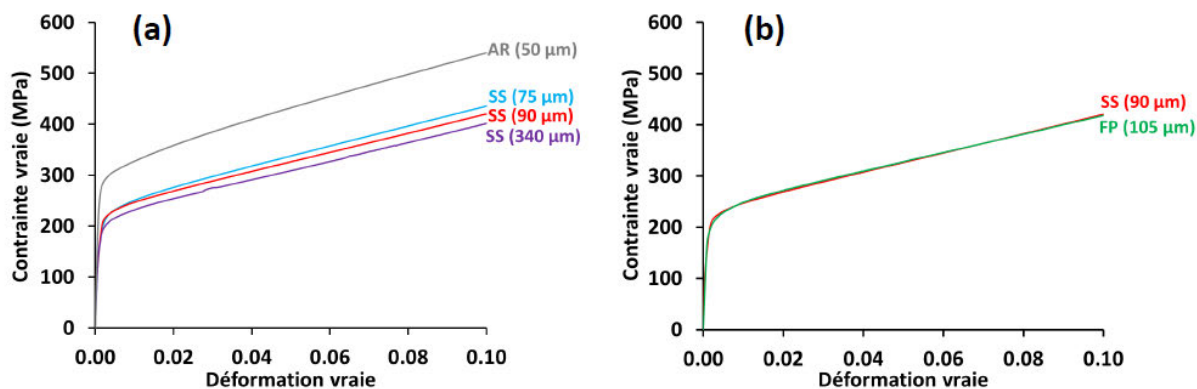 (a)
600
500
400
300
200
100
0
Contrainte vraie (MPa)
AR (50 µm)
SS (75 µm)
SS (90 µm)
SS (340 µm)
0.00 0.02 0.04 0.06 0.08 0.10
Déformation vraie
(b)
600
500
400
300
200
100
0
Contrainte vraie (MPa)
SS (90 µm)
FP (105 µm)
0.00 0.02 0.04 0.06 0.08 0.10
Déformation vraie